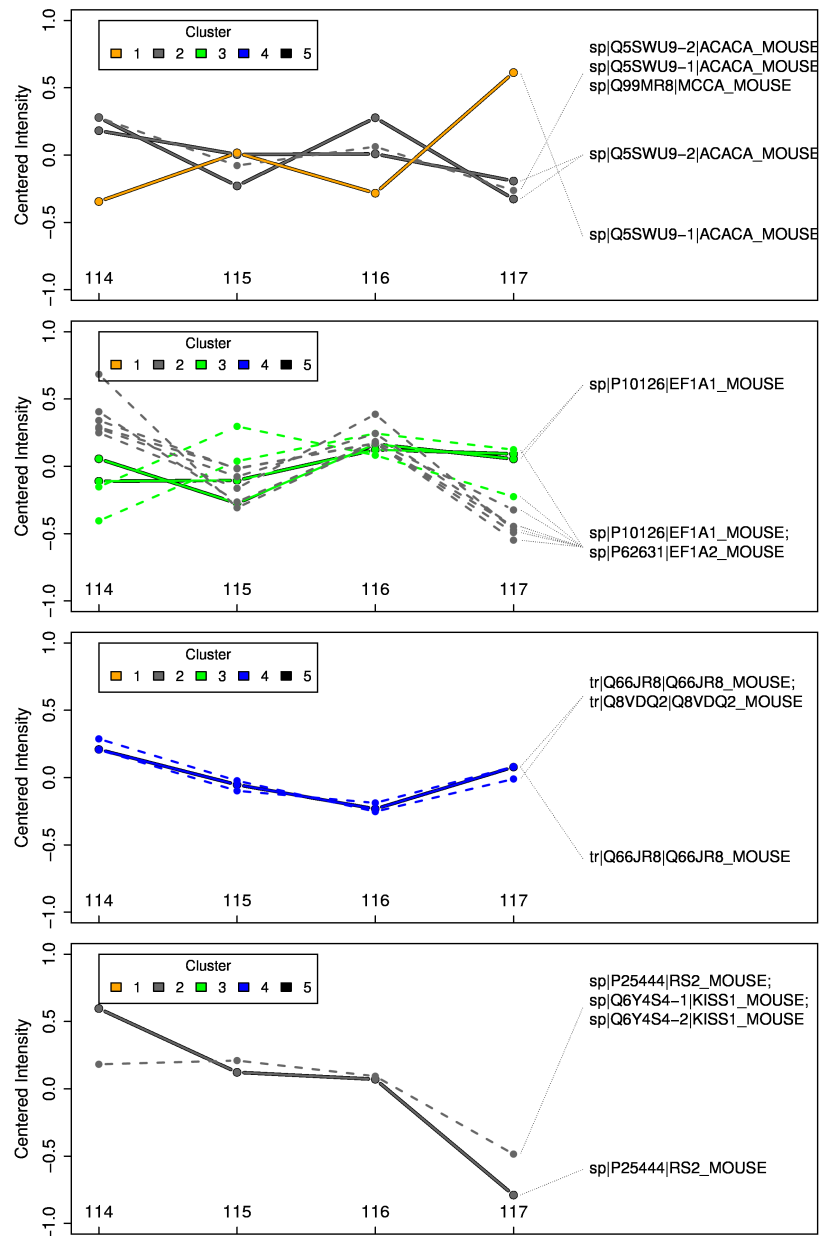 Cluster
1 2 3 4 5
Centered Intensity
1.0
0.5
0.0
−0.5
−1.0
114 115 116 117
sp|Q5SWU9−2|ACACA_MOUSE
sp|Q5SWU9−1|ACACA_MOUSE
sp|Q99MR8|MCCA_MOUSE
sp|Q5SWU9−2|ACACA_MOUSE
sp|Q5SWU9−1|ACACA_MOUSE
Cluster
1 2 3 4 5
Centered Intensity
1.0
0.5
0.0
−0.5
−1.0
114 115 116 117
sp|P10126|EF1A1_MOUSE
sp|P10126|EF1A1_MOUSE;
sp|P62631|EF1A2_MOUSE
Cluster
1 2 3 4 5
Centered Intensity
1.0
0.5
0.0
−0.5
−1.0
114 115 116 117
tr|Q66JR8|Q66JR8_MOUSE;
tr|Q8VDQ2|Q8VDQ2_MOUSE
tr|Q66JR8|Q66JR8_MOUSE
Cluster
1 2 3 4 5
Centered Intensity
1.0
0.5
0.0
−0.5
−1.0
114 115 116 117
sp|P25444|RS2_MOUSE;
sp|Q6Y4S4−1|KISS1_MOUSE;
sp|Q6Y4S4−2|KISS1_MOUSE
sp|P25444|RS2_MOUSE